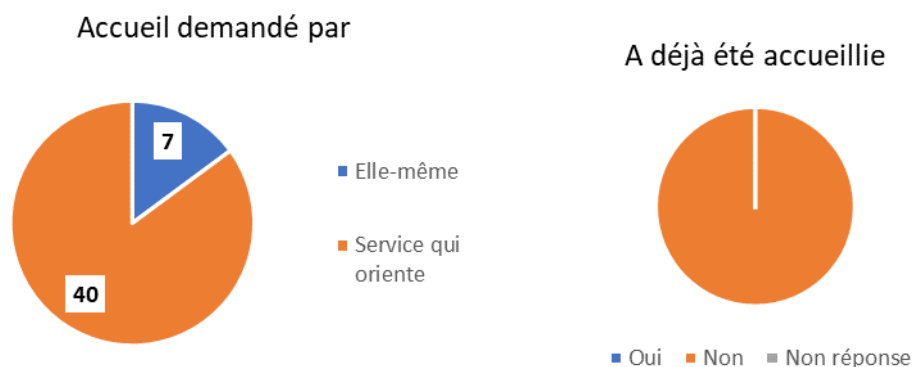 Accueil demandé par
7
40
Elle-même
Service qui
oriente
A déjà été accueillie
Oui Non Non réponse